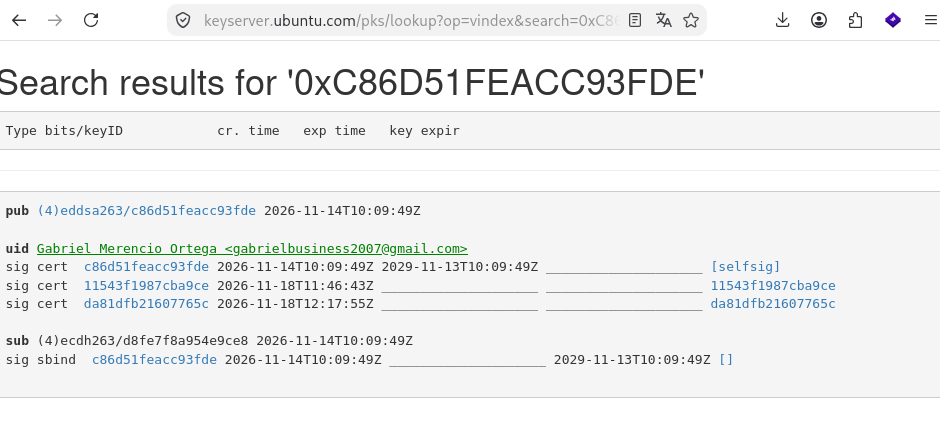 keyserver.ubuntu.com/pks/lookup?op=vindex&search=0xC86
Search results for '0xC86D51FEACC93FDE'
Type bits/keyID cr. time exp time key expir
pub (4)eddsa263/c86d51feacc93fde 2026-11-14T10:09:49Z
uid Gabriel Merencio Ortega <gabrielbusiness2007@gmail.com>
sig cert c86d51feacc93fde 2026-11-14T10:09:49Z 2029-11-13T10:09:49Z ____________________ [selfsig]
sig cert 11543f1987cba9ce 2026-11-18T11:46:43Z ____________________ ____________________ 11543f1987cba9ce
sig cert da81dfb21607765c 2026-11-18T12:17:55Z ____________________ ____________________ da81dfb21607765c
sub (4)ecdh263/d8fe7f8a954e9ce8 2026-11-14T10:09:49Z
sig sbind c86d51feacc93fde 2026-11-14T10:09:49Z ____________________ 2029-11-13T10:09:49Z []